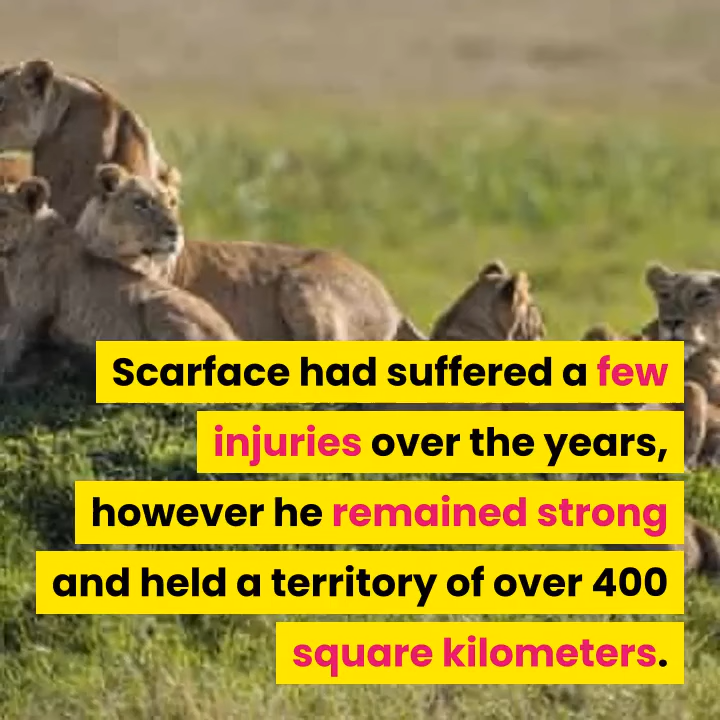 Scarface had suffered a few
injuries over the years,
however he remained strong
and held a territory of over 400
square kilometers.